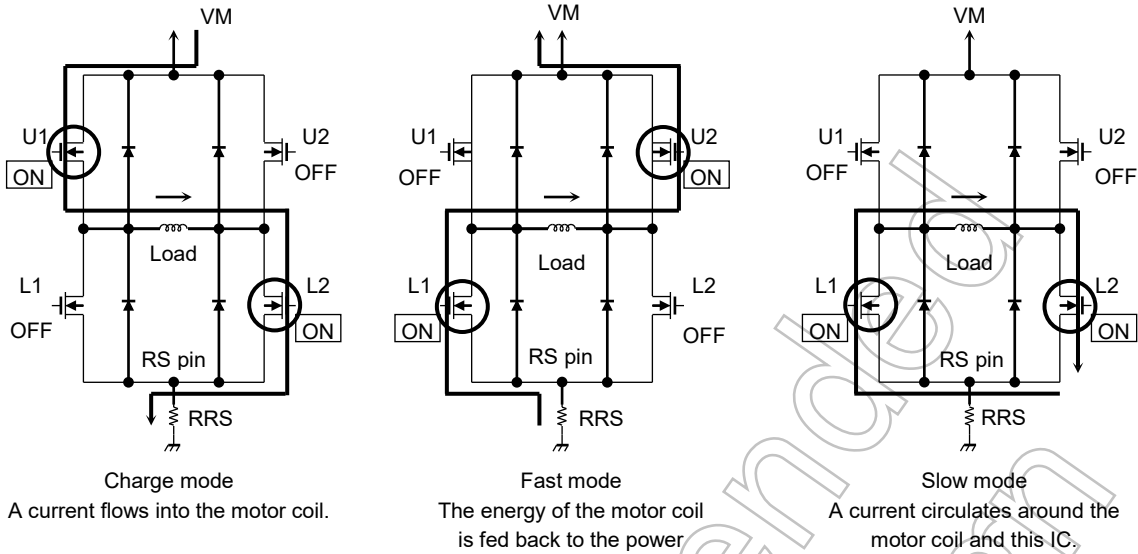 VM
U1
ON
U2
OFF
Load
L1
OFF
L2
ON
RS pin
RRS
Charge mode
A current flows into the motor coil.
VM
U1
OFF
U2
ON
Load
L1
ON
L2
OFF
RS pin
RRS
Fast mode
The energy of the motor coil
is fed back to the power
VM
U1
OFF
U2
OFF
Load
L1
ON
L2
ON
RS pin
RRS
Slow mode
A current circulates around the
motor coil and this IC.
ended